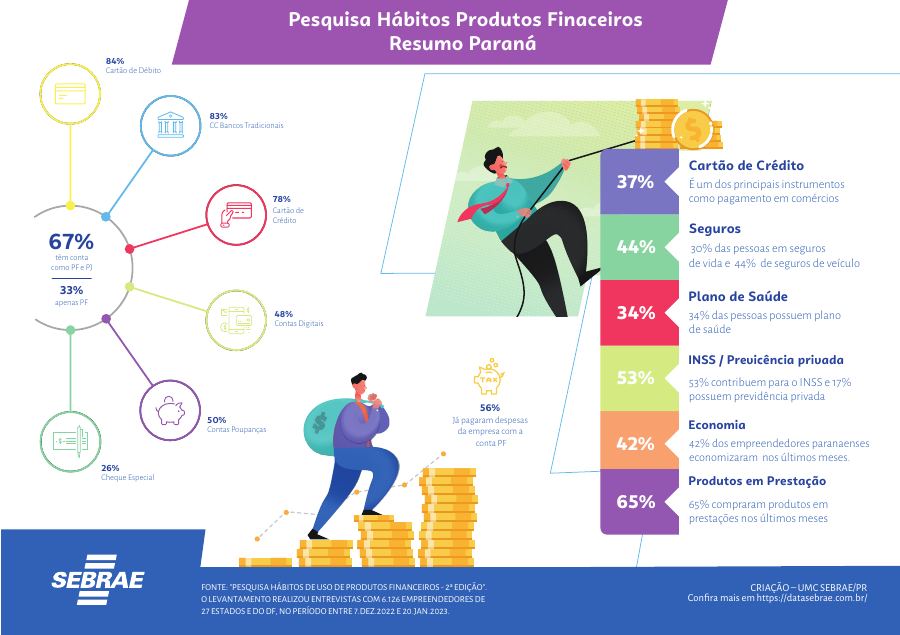 Pesquisa Hábitos Produtos Finaceiros
Resumo Paraná
84%
Cartão de Débito
83%
CC Bancos Tradicionais
78%
Cartão de
Crédito
67%
têm conta
como PF e PJ
33%
apenas PF
48%
Contas Digitais
50%
Contas Poupanças
26%
Cheque Especial
TAX
56%
Já pagaram despesas
da empresa com a
conta PF
$
$
37%
Cartão de Crédito
É um dos principais instrumentos
como pagamento em comércios
44%
Seguros
30% das pessoas em seguros
de vida e 44% de seguros de veículo
34%
Plano de Saúde
34% das pessoas possuem plano
de saúde
53%
INSS / Previcência privada
53% contribuem para o INSS e 17%
possuem previdência privada
42%
Economia
42% dos empreendedores paranaenses
economizaram nos últimos meses.
65%
Produtos em Prestação
65% compraram produtos em
prestações nos últimos meses
SEBRAE
FONTE: "PESQUISA HÁBITOS DE USO DE PRODUTOS FINANCEIROS - 2ª EDIÇÃO".
O LEVANTAMENTO REALIZOU ENTREVISTAS COM 6.126 EMPREENDEDORES DE
27 ESTADOS E DO DF, NO PERÍODO ENTRE 7.DEZ.2022 E 20.JAN.2023.
CRIAÇÃO – UMC SEBRAE/PR
Confira mais em https://datasebrae.com.br/